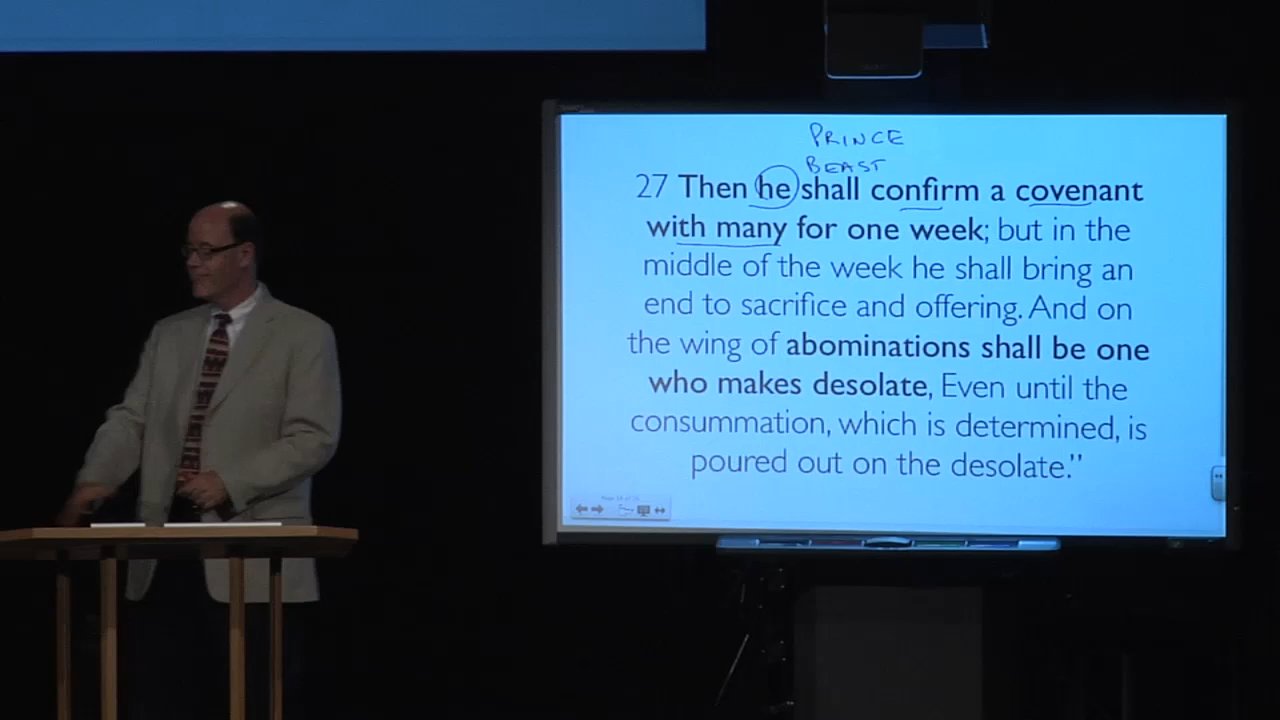 PRINCE
BEAST
27 Then he shall confirm a covenant
with many for one week; but in the
middle of the week he shall bring an
end to sacrifice and offering. And on
the wing of abominations shall be one
who makes desolate, Even until the
consummation, which is determined, is
poured out on the desolate."